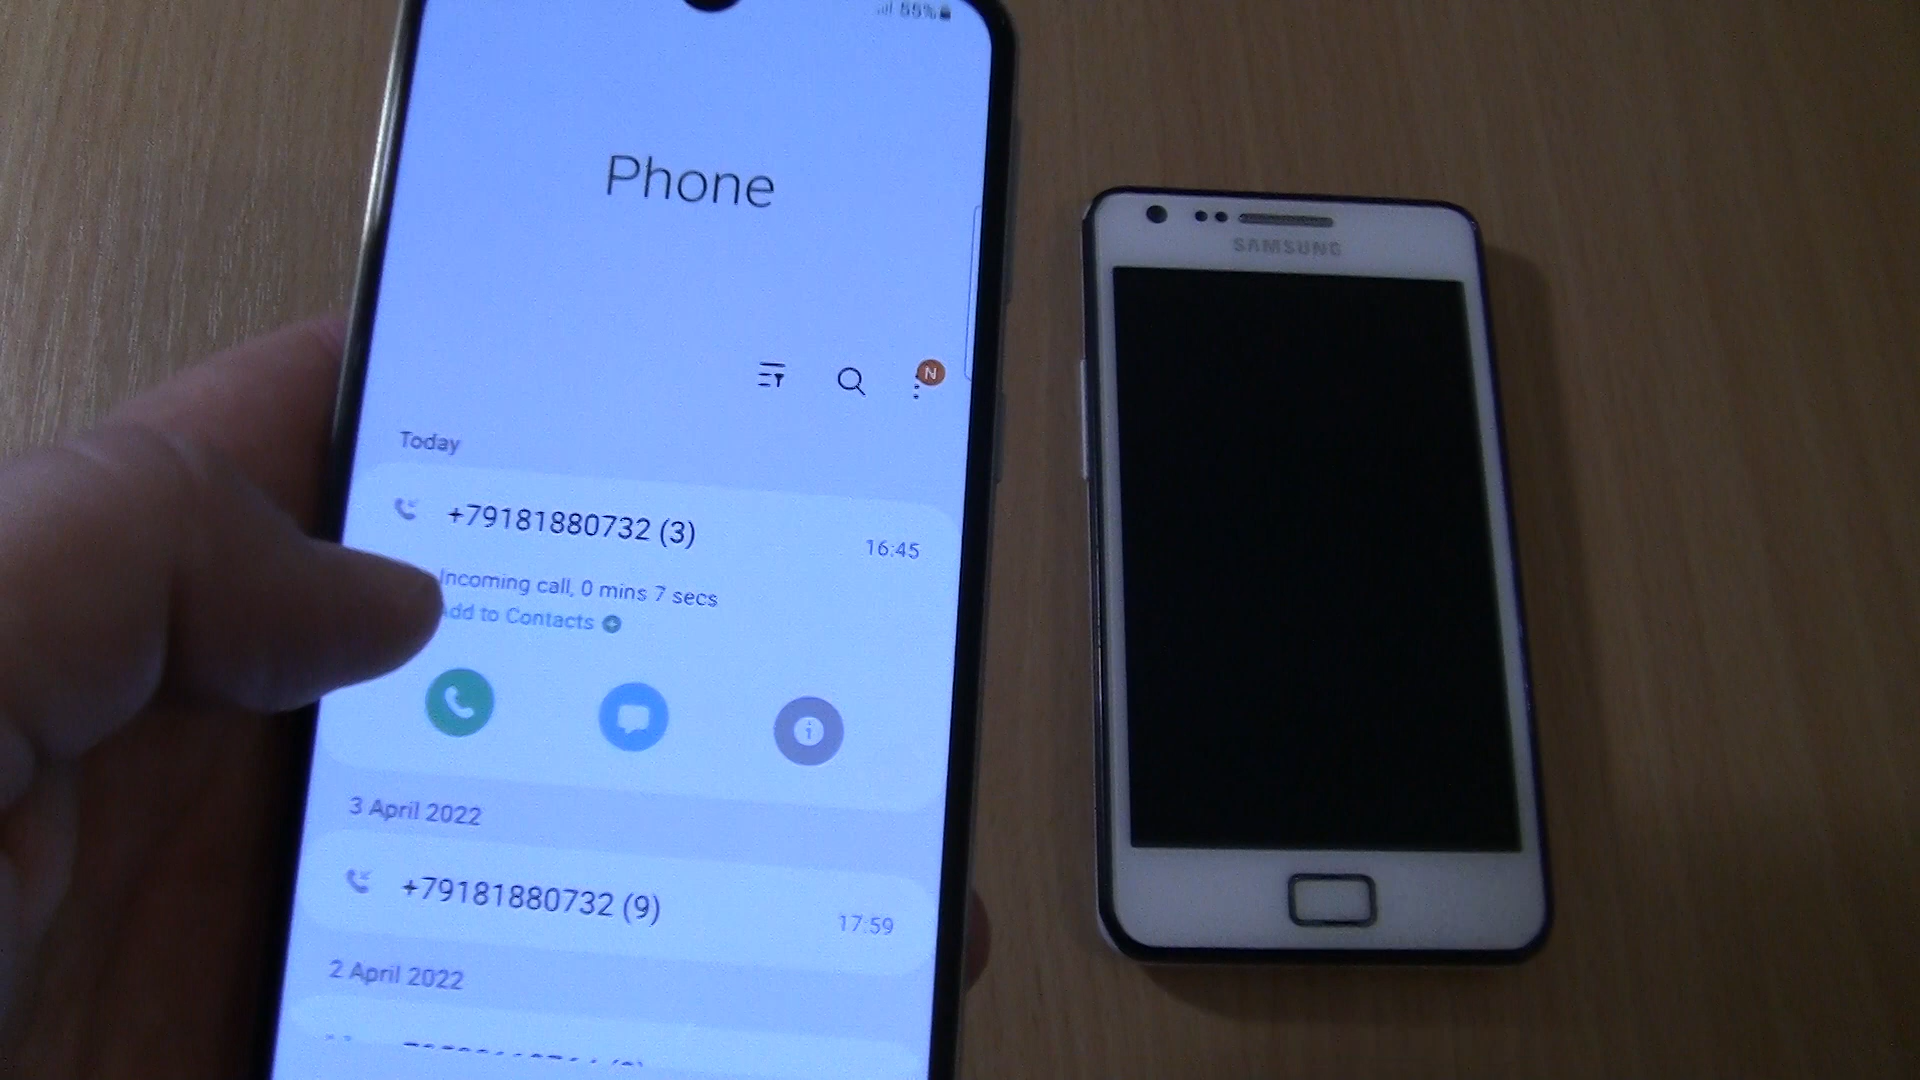 55%
Phone
N
Today
+79181880732 (3)
16:45
Incoming call, 0 mins 7 secs
Add to Contacts
3 April 2022
+79181880732 (9)
17:59
2 April 2022
SAMSUNG